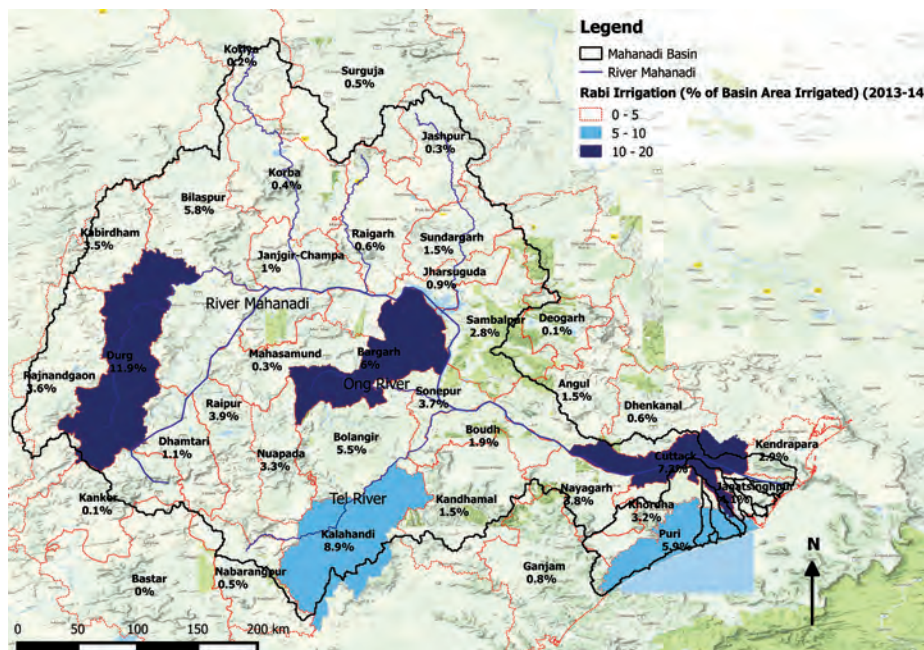 Legend
Mahanadi Basin
River Mahanadi
Rabi Irrigation (% of Basin Area Irrigated) (2013-14
0 - 5
5 - 10
10 - 20
Koriya
0.2%
Surguja
0.5%
Jashpur
0.3%
Korba
0.4%
Bilaspur
5.8%
Kabirdham
3.5%
Raigarh
0.6%
Sundargarh
1.5%
Janjgir-Champa
1%
Jharsuguda
0.9%
River Mahanadi
Sambalpur
2.8%
Deogarh
0.1%
Durg
11.9%
Mahasamund
0.3%
Bargarh
6%
Rajnandgaon
3.6%
Ong River
Angul
1.5%
Raipur
3.9%
Sonepur
3.7%
Dhenkanal
0.6%
Dhamtari
1.1%
Bolangir
5.5%
Boudh
1.9%
Kendrapara
2.9%
Cuttack
7.2%
Nuapada
3.3%
Jagatsinghpur
Kankar
0.1%
Tel River
Kandhamal
1.5%
Nayagarh
3.8%
Khordha
3.2%
Kalahandi
8.9%
Puri
5.9%
Nabarangpur
0.5%
Ganjam
0.8%
Bastar
0%
N
0 50 100 150 200 km